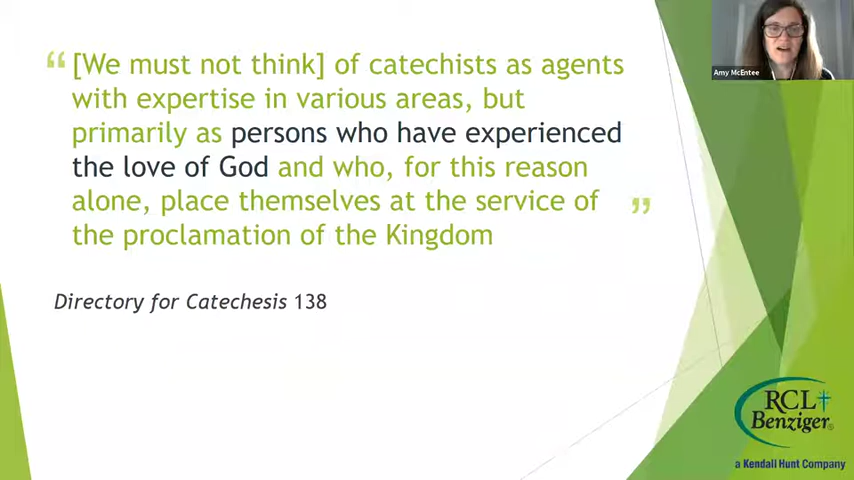 “ [We must not think] of catechists as agents
with expertise in various areas, but
primarily as persons who have experienced
the love of God and who, for this reason
alone, place themselves at the service of
the proclamation of the Kingdom ”
Directory for Catechesis 138
Amy McEntee
RCL
Benziger®
a Kendall Hunt Company